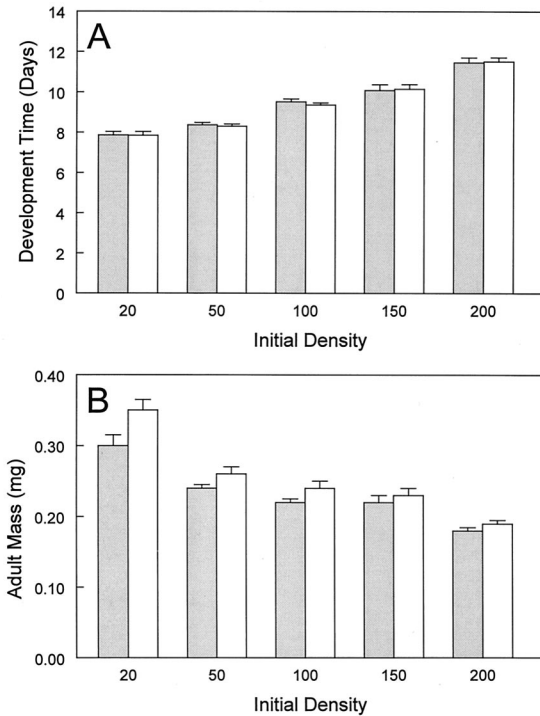 A
Development Time (Days)
14
12
10
8
6
4
2
0
20 50 100 150 200
Initial Density
B
Adult Mass (mg)
0.40
0.30
0.20
0.10
0.00
20 50 100 150 200
Initial Density